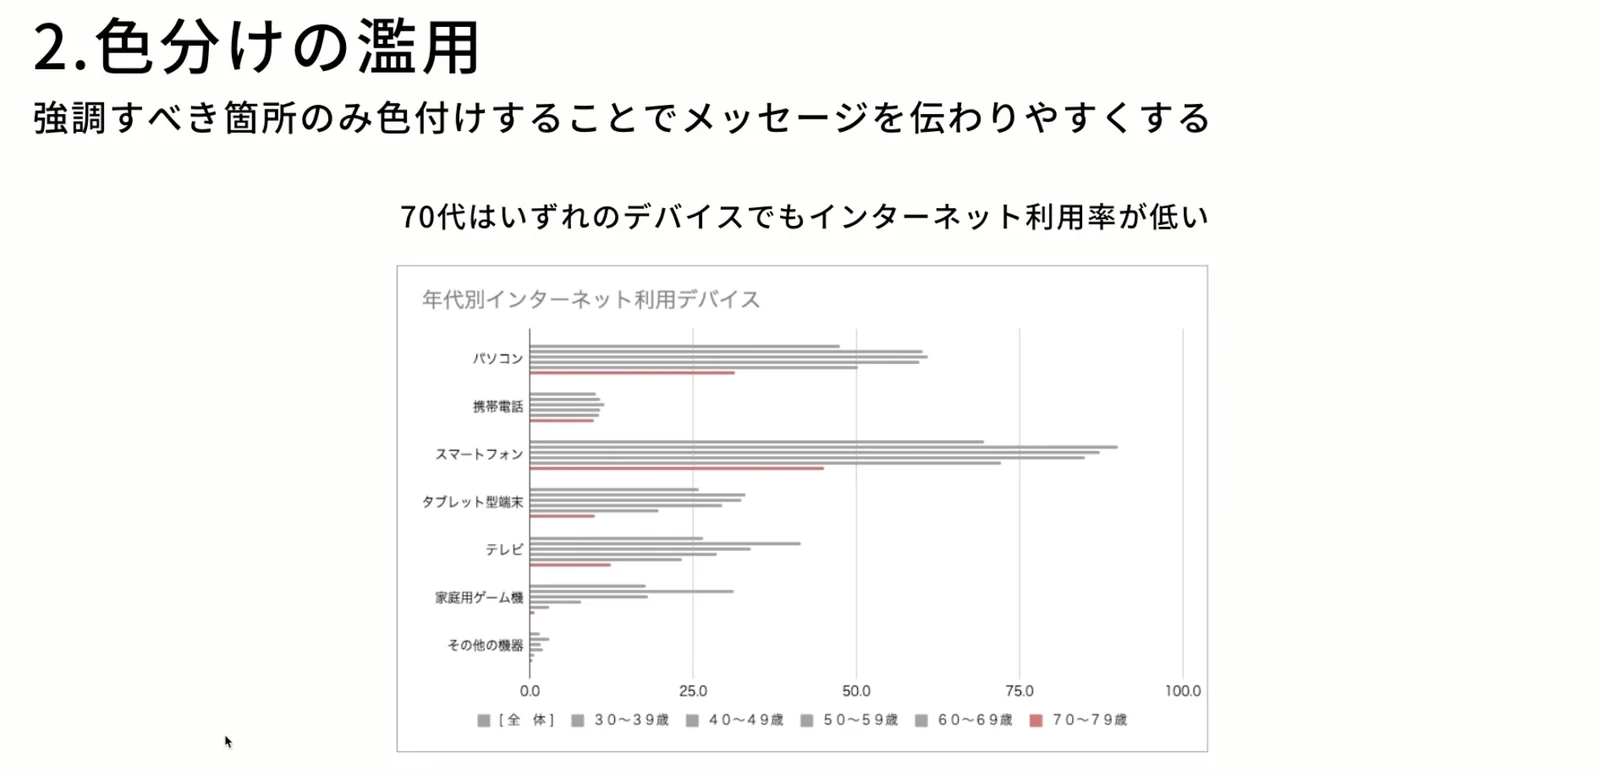 2.色分けの濫用
強調すべき箇所のみ色付けすることでメッセージを伝わりやすくする
70代はいずれのデバイスでもインターネット利用率が低い
年代別インターネット利用デバイス
パソコン
携帯電話
スマートフォン
タブレット型端末
テレビ
家庭用ゲーム機
その他の機器
0.0 25.0 50.0 75.0 100.0
[全 体] 30〜39歳 40〜49歳 50〜59歳 60〜69歳 70〜79歳